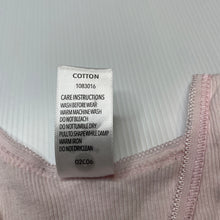 COTTON
1083016
CARE INSTRUCTIONS
WASH BEFORE WEAR
WARM MACHINE WASH
DO NOT BLEACH
DO NOT TUMBLE DRY
PULL TO SHAPE WHILE DAMP
WARM IRON
DO NOT DRYCLEAN
02C06